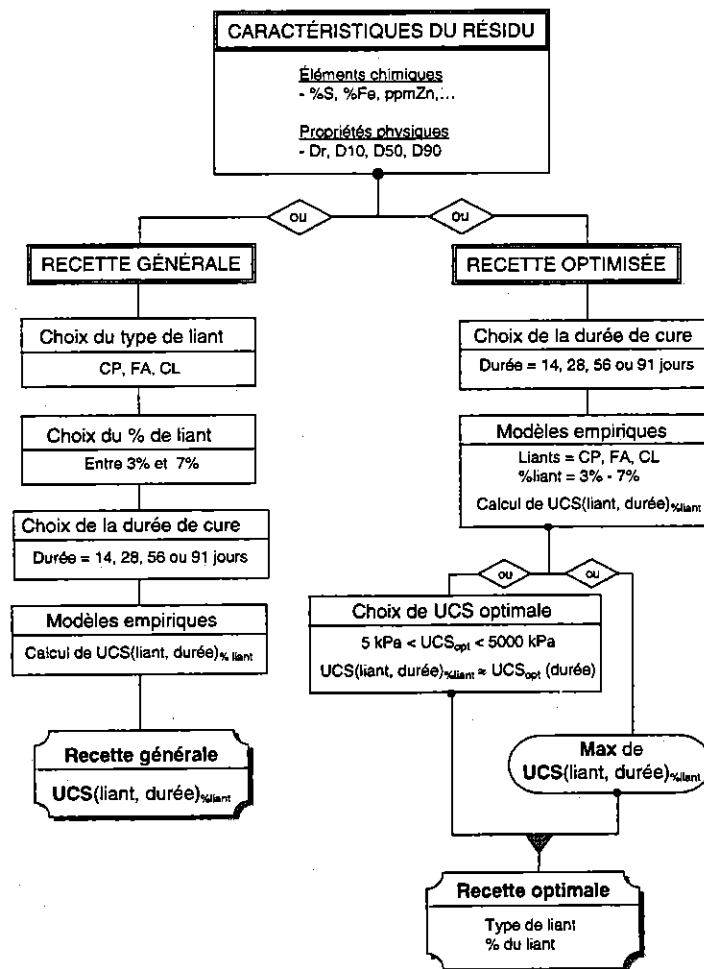 CARACTÉRISTIQUES DU RÉSIDU
Éléments chimiques
- %S, %Fe, ppmZn,...
Propriétés physiques
- Dr, D10, D50, D90
ou
ou
RECETTE GÉNÉRALE
Choix du type de liant
CP, FA, CL
Choix du % de liant
Entre 3% et 7%
Choix de la durée de cure
Durée = 14, 28, 56 ou 91 jours
Modèles empiriques
Calcul de UCS(liant, durée)% liant
Recette générale
UCS(liant, durée)%liant
RECETTE OPTIMISÉE
Choix de la durée de cure
Durée = 14, 28, 56 ou 91 jours
Modèles empiriques
Liants = CP, FA, CL
%liant = 3% - 7%
Calcul de UCS(liant, durée)%liant
ou
ou
Choix de UCS optimale
5 kPa < UCSopt < 5000 kPa
UCS(liant, durée)%liant ≈ UCSopt (durée)
Max de
UCS(liant, durée)%liant
Recette optimale
Type de liant
% du liant